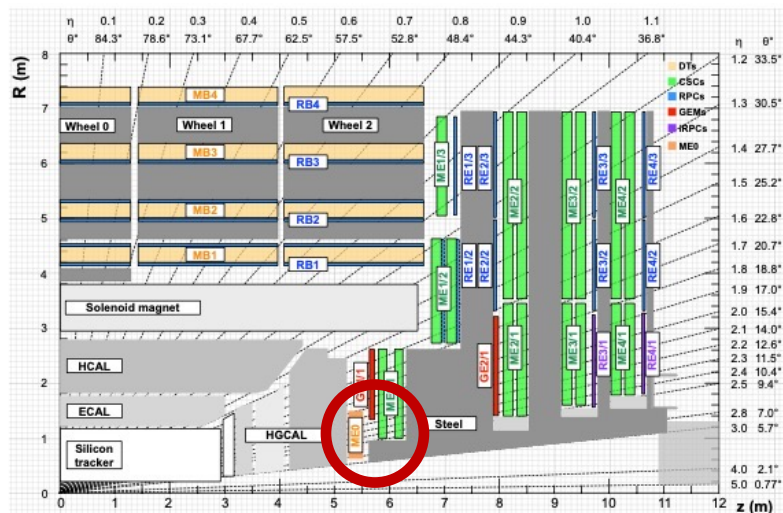 η 0.1 0.2 0.3 0.4 0.5 0.6 0.7 0.8 0.9 1.0 1.1
θ° 84.3° 78.6° 73.1° 67.7° 62.5° 57.5° 52.8° 48.4° 44.3° 40.4° 36.8° η θ°
R (m)
8
7
6
5
4
3
2
1
0
1.2 33.5°
1.3 30.5°
1.4 27.7°
1.5 25.2°
1.6 22.8°
1.7 20.7°
1.8 18.8°
1.9 17.0°
2.0 15.4°
2.1 14.0°
2.2 12.6°
2.3 11.5°
2.4 10.4°
2.5 9.4°
2.8 7.0°
3.0 5.7°
4.0 2.1°
5.0 0.77°
DTs
CSCs
RPCs
GEMs
iRPCs
ME0
MB4
RB4
Wheel 0 Wheel 1 Wheel 2
MB3
RB3
MB2
RB2
MB1
RB1
Solenoid magnet
HCAL
ECAL
Silicon
tracker
HGCAL
Steel
ME0
ME1/3
RE1/3
RE2/3
ME2/2
ME3/2
RE3/3
ME4/2
RE4/3
ME1/2
RE1/2
RE2/2
RE3/2
RE4/2
GE2/1
ME2/1
ME3/1
RE3/1
ME4/1
RE4/1
0 1 2 3 4 5 6 7 8 9 10 11 12
z (m)